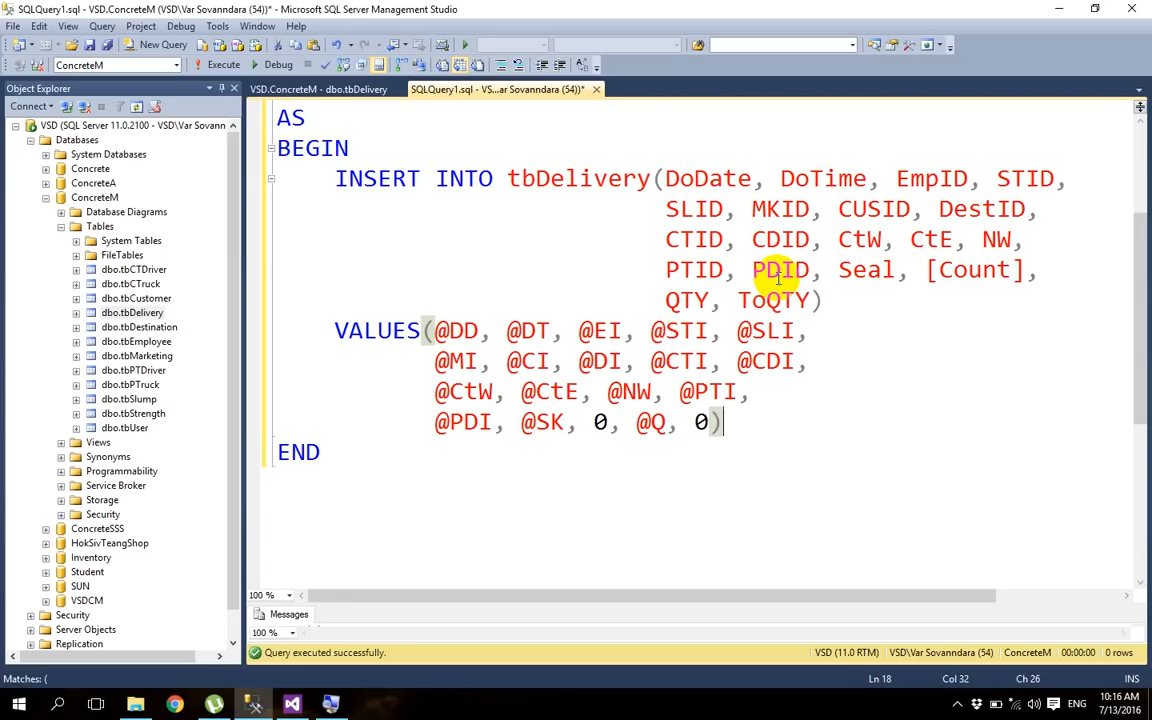 SQLQuery1.sql - VSD.ConcreteM (VSD\Var Sovanndara (54))* - Microsoft SQL Server Management Studio
File Edit View Query Project Debug Tools Window Help
New Query
ConcreteM Execute Debug
Object Explorer
VSD.ConcreteM - dbo.tbDelivery SQLQuery1.sql - VS...ar Sovanndara (54))*
Connect
VSD (SQL Server 11.0.2100 - VSD\Var Sovann
Databases
System Databases
Concrete
ConcreteA
ConcreteM
Database Diagrams
Tables
System Tables
FileTables
dbo.tbCTDriver
dbo.tbCTruck
dbo.tbCustomer
dbo.tbDelivery
dbo.tbDestination
dbo.tbEmployee
dbo.tbMarketing
dbo.tbPTDriver
dbo.tbPTruck
dbo.tbSlump
dbo.tbStrength
dbo.tbUser
Views
Synonyms
Programmability
Service Broker
Storage
Security
ConcreteSSS
HokSivTeangShop
Inventory
Student
SUN
VSDCM
Security
Server Objects
Replication
AS
BEGIN
INSERT INTO tbDelivery(DoDate, DoTime, EmpID, STID,
SLID, MKID, CUSID, DestID,
CTID, CDID, CtW, CtE, NW,
PTID, PDID, Seal, [Count],
QTY, ToQTY)
VALUES(@DD, @DT, @EI, @STI, @SLI,
@MI, @CI, @DI, @CTI, @CDI,
@CtW, @CtE, @NW, @PTI,
@PDI, @SK, 0, @Q, 0)
END
100 %
Messages
100 %
Query executed successfully. VSD (11.0 RTM) VSD\Var Sovanndara (54) ConcreteM 00:00:00 0 rows
Matches: ( Ln 18 Col 32 Ch 26 INS
ENG 10:16 AM
7/13/2016